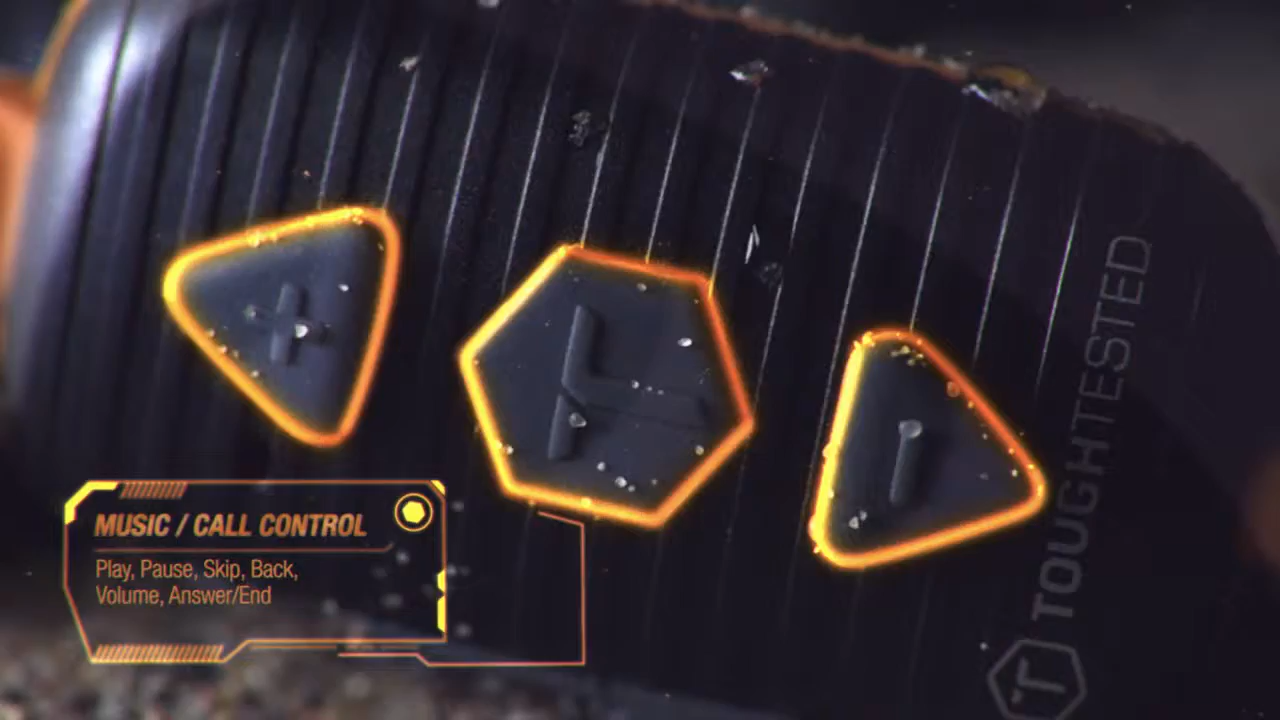 MUSIC / CALL CONTROL
Play, Pause, Skip, Back,
Volume, Answer/End
TOUGHTESTED